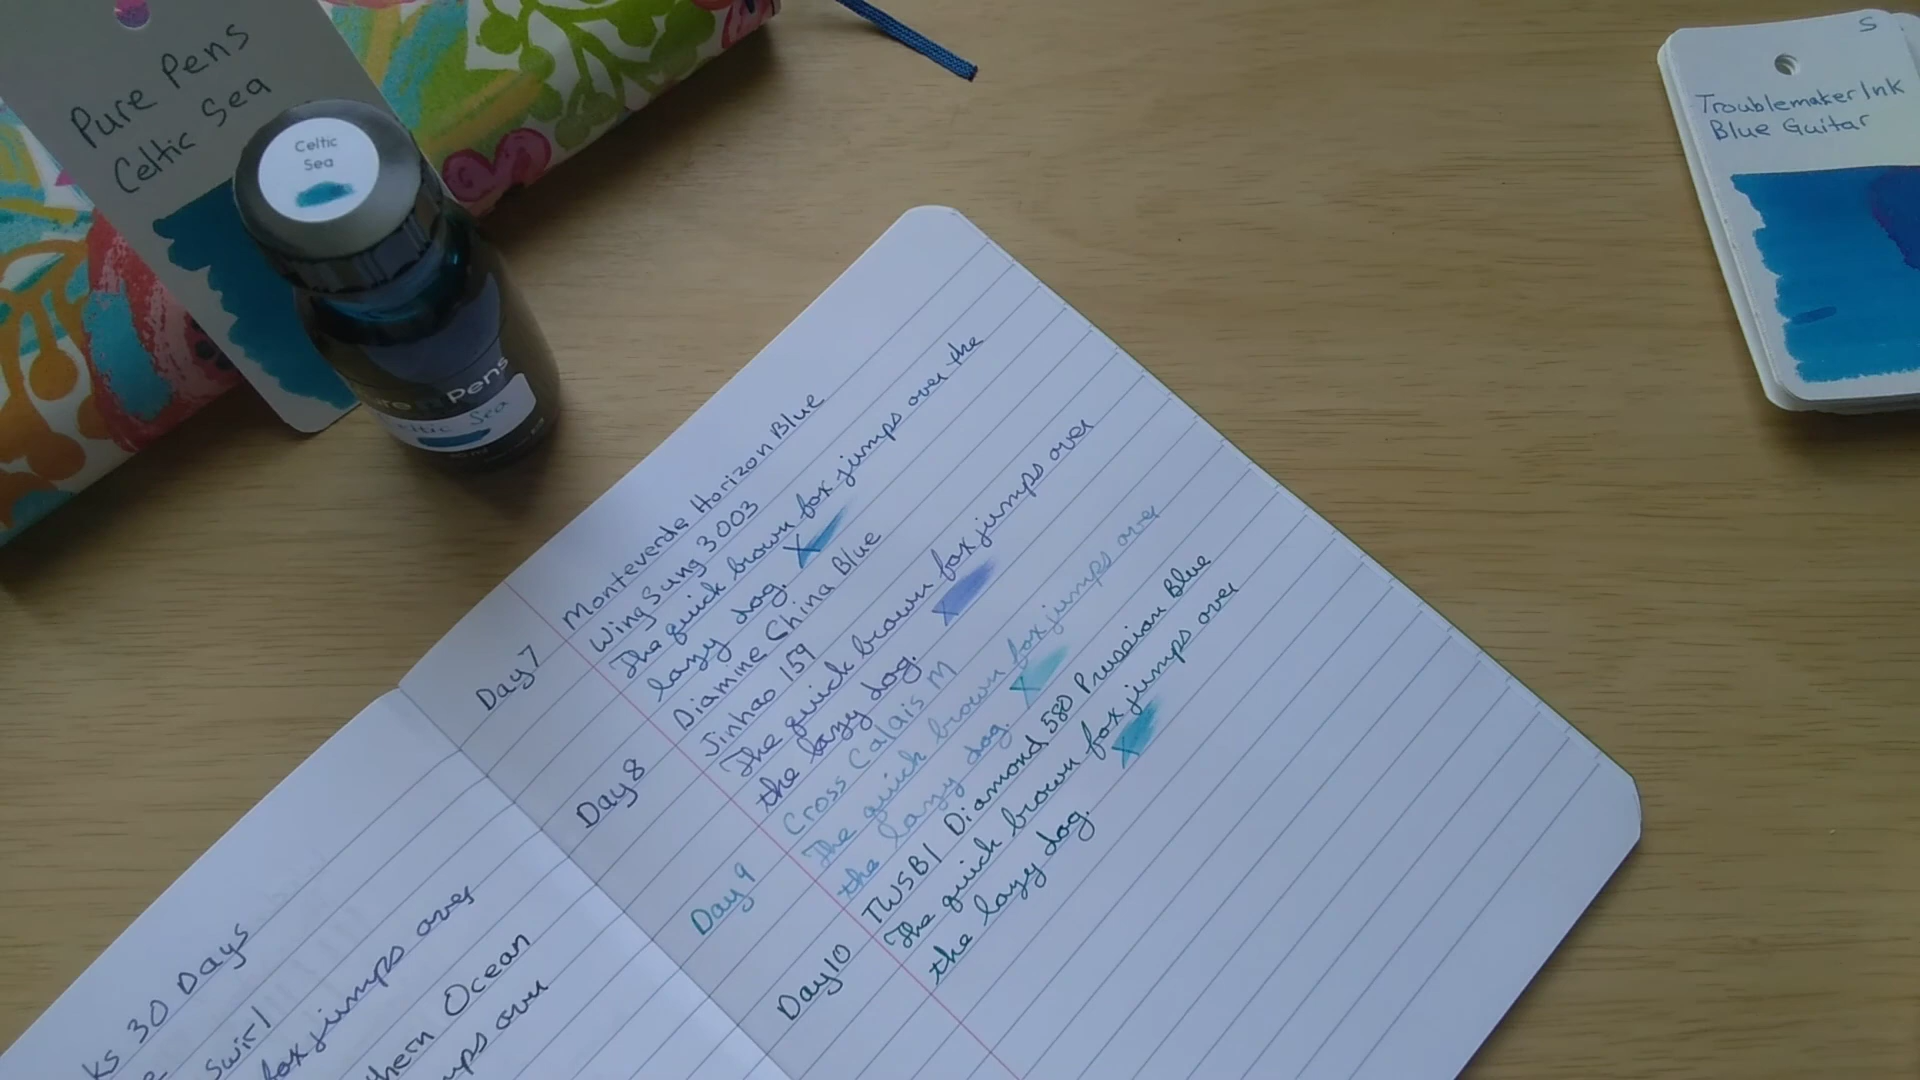 Pure Pens
Celtic Sea
Celtic
Sea
Pens
Sea
S
Troublemaker Ink
Blue Guitar
Day 7
Monteverde Horizon Blue
Wing Sung 3003
The quick brown fox jumps over the
lazy dog. X
Day 8
Diamine China Blue
Jinhao 159
The quick brown fox jumps over
the lazy dog. X
Day 9
Cross Calais M
The quick brown fox jumps over
the lazy dog. X
Day 10
TWSBI Diamond 580 Prussian Blue
The quick brown fox jumps over
the lazy dog. X
30 Days
Swirl
fox jumps over
Ocean
over